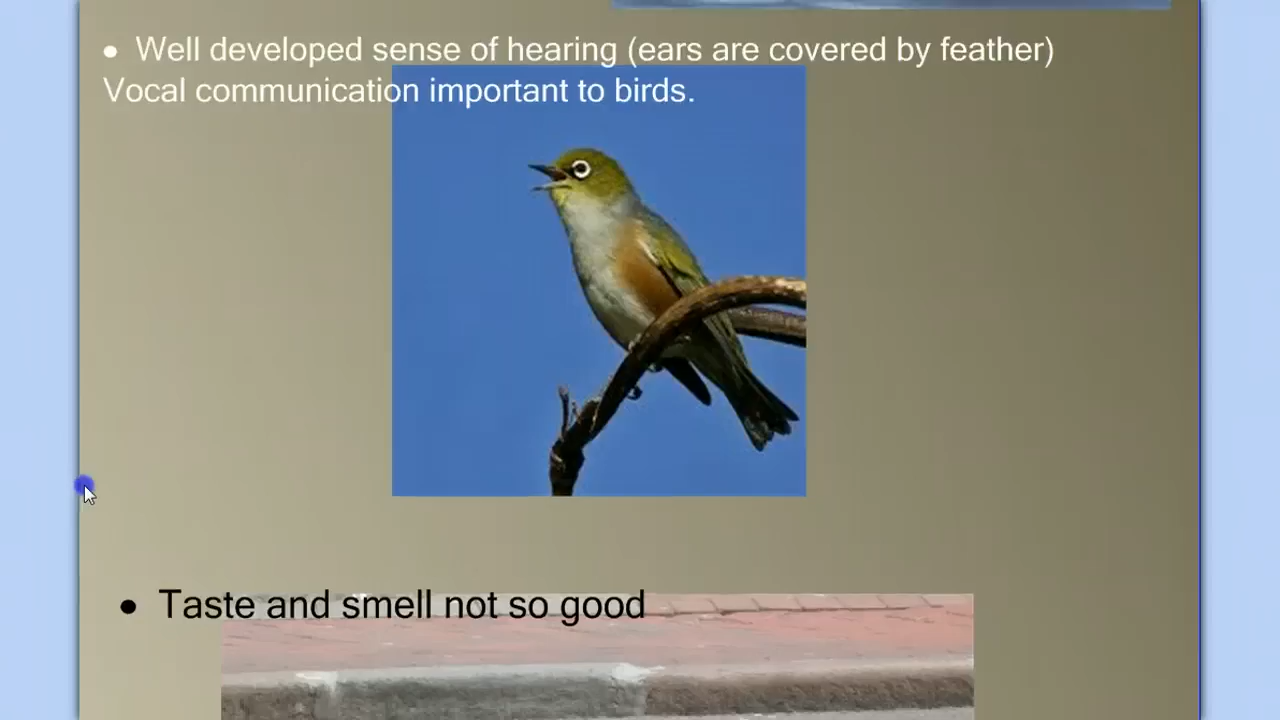 • Well developed sense of hearing (ears are covered by feather)
Vocal communication important to birds.
• Taste and smell not so good